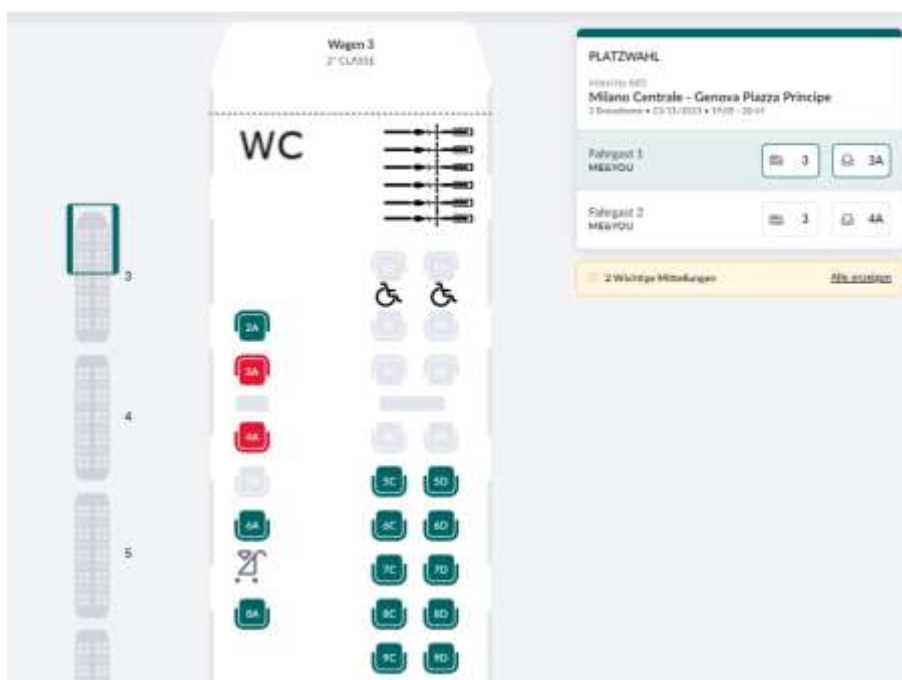 Wagen 3
2° CLASSE
WC
3
4
5
2A
3A
4A
5C 5D
6A 6C 6D
7C 7D
8A 8C 8D
9C 9D
PLATZWAHL
Milano Centrale - Genova Piazza Principe
Fahrgast 1
ME&YOU
3 3A
Fahrgast 2
ME&YOU
3 4A
2 Wichtige Mitteilungen Alle anzeigen